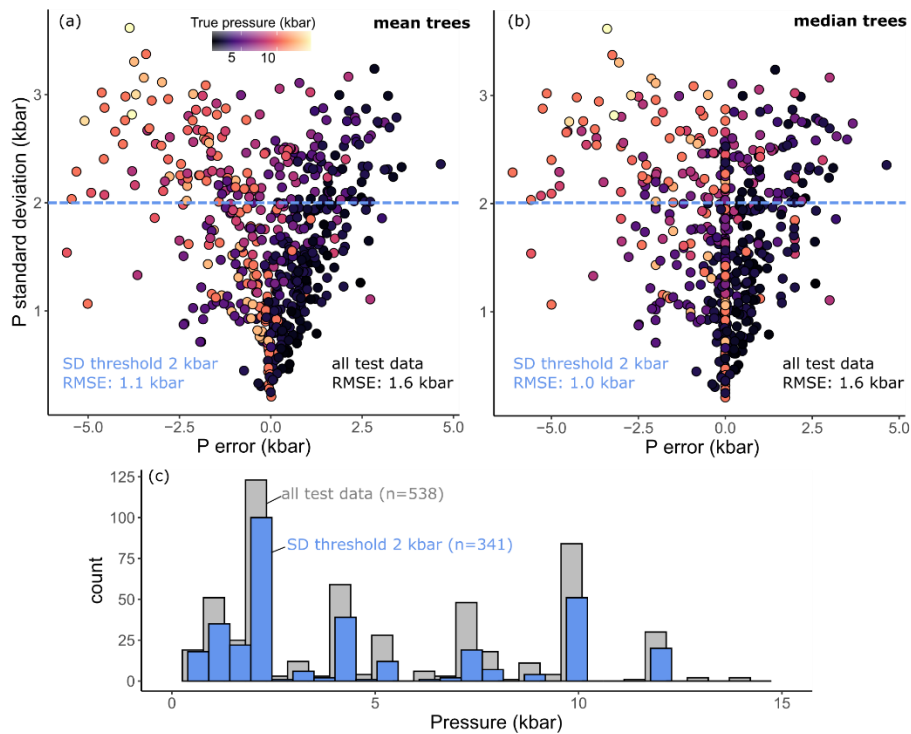 (a)
True pressure (kbar)
5 10
mean trees
(b)
median trees
P standard deviation (kbar)
3
2
1
SD threshold 2 kbar
RMSE: 1.1 kbar
all test data
RMSE: 1.6 kbar
−5.0 −2.5 0.0 2.5 5.0
P error (kbar)
3
2
1
SD threshold 2 kbar
RMSE: 1.0 kbar
all test data
RMSE: 1.6 kbar
−5.0 −2.5 0.0 2.5 5.0
P error (kbar)
(c)
count
125
100
75
50
25
0
all test data (n=538)
SD threshold 2 kbar (n=341)
0 5 10 15
Pressure (kbar)